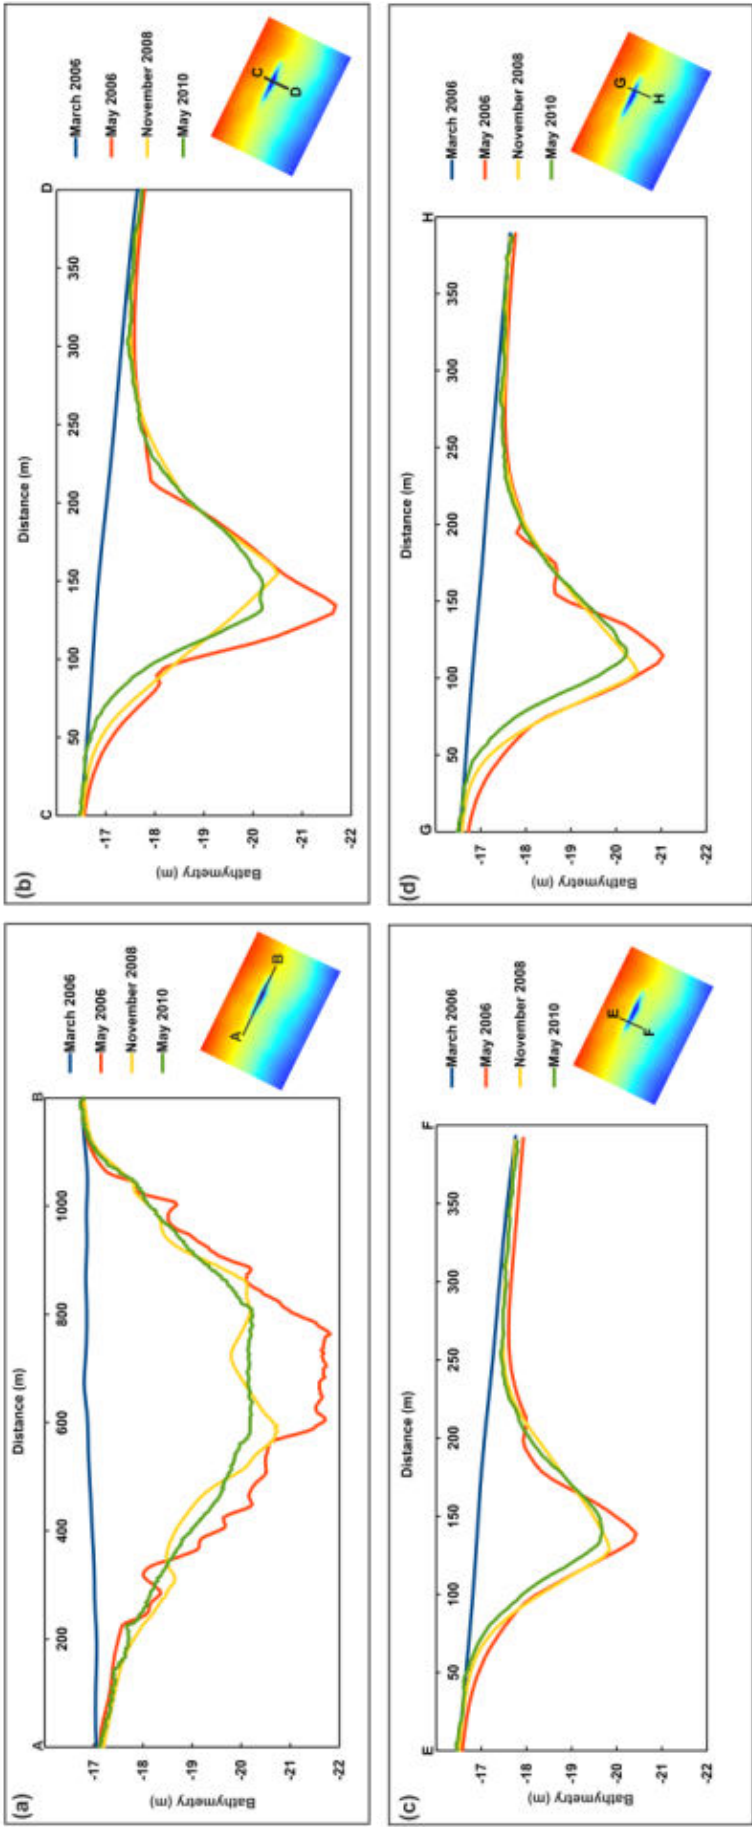 (a)
Distance (m)
A
200
400
600
800
1000
B
-17
-18
-19
-20
-21
-22
Bathymetry (m)
March 2006
May 2006
November 2008
May 2010
A
B
(b)
Distance (m)
C
50
100
150
200
250
300
350
D
-17
-18
-19
-20
-21
-22
Bathymetry (m)
March 2006
May 2006
November 2008
May 2010
C
D
(c)
Distance (m)
E
50
100
150
200
250
300
350
F
-17
-18
-19
-20
-21
-22
Bathymetry (m)
March 2006
May 2006
November 2008
May 2010
E
F
(d)
Distance (m)
G
50
100
150
200
250
300
350
H
-17
-18
-19
-20
-21
-22
Bathymetry (m)
March 2006
May 2006
November 2008
May 2010
G
H